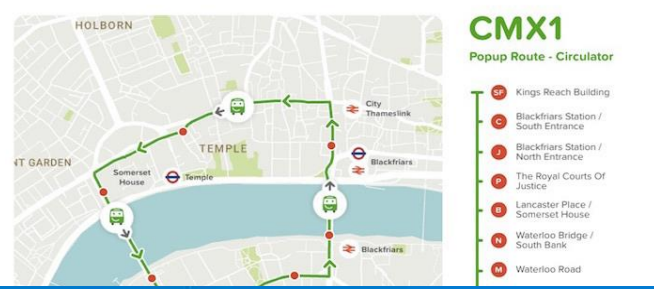 HOLBORN
City
Thameslink
TEMPLE
NT GARDEN
Somerset
House
Temple
Blackfriars
Blackfriars
CMX1
Popup Route - Circulator
SF Kings Reach Building
C Blackfriars Station /
South Entrance
J Blackfriars Station /
North Entrance
P The Royal Courts Of
Justice
B Lancaster Place /
Somerset House
N Waterloo Bridge /
South Bank
M Waterloo Road